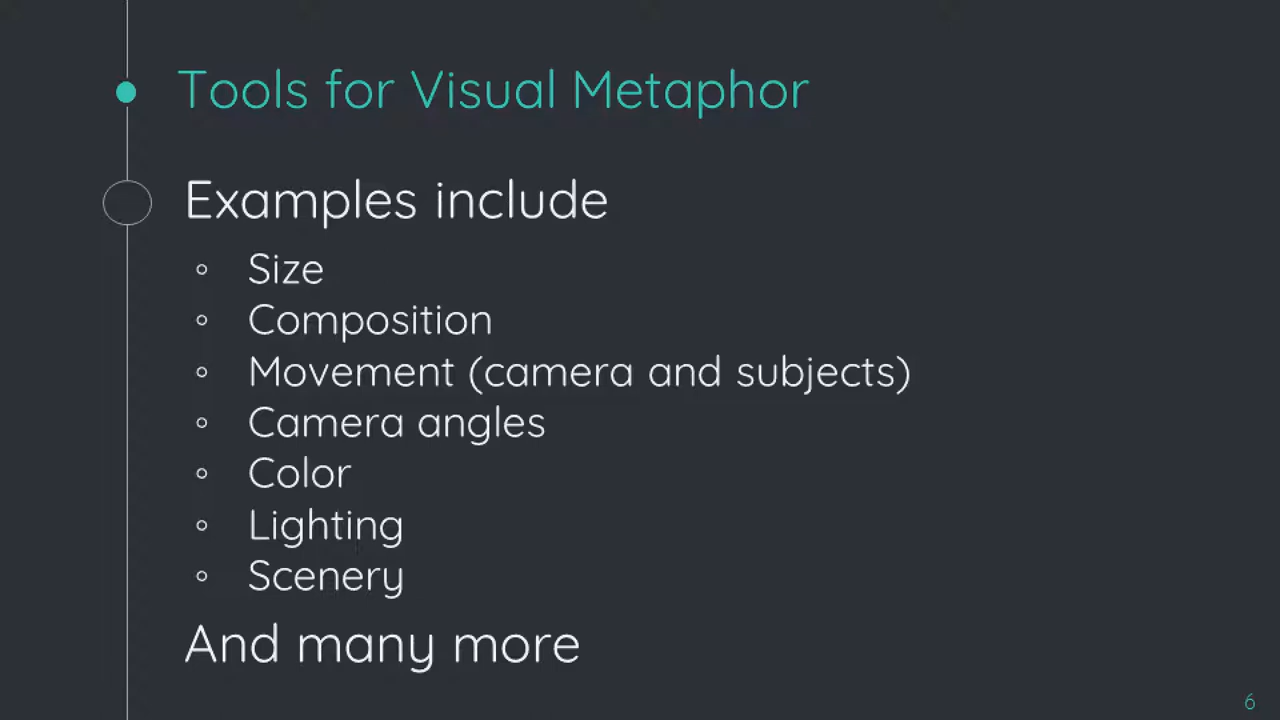 Tools for Visual Metaphor
Examples include
Size
Composition
Movement (camera and subjects)
Camera angles
Color
Lighting
Scenery
And many more
6